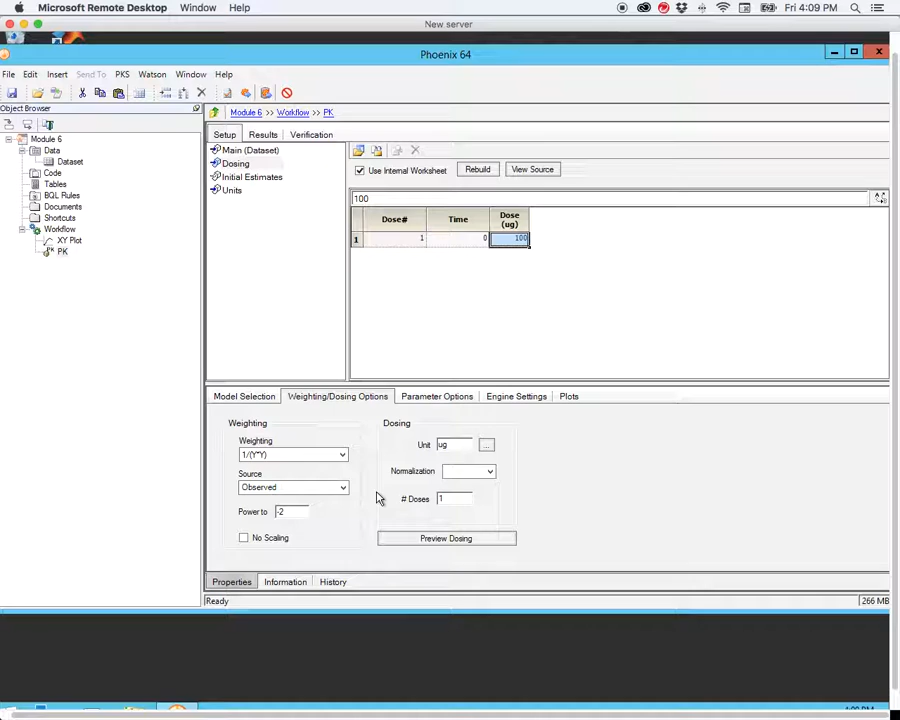 Microsoft Remote Desktop Window Help Fri 4:09 PM
New server
Phoenix 64
File Edit Insert Send To PKS Watson Window Help
Object Browser
Module 6 >> Workflow >> PK
Setup Results Verification
Module 6
Data
Dataset
Code
Tables
BQL Rules
Documents
Shortcuts
Workflow
XY Plot
PK
Main (Dataset)
Dosing
Initial Estimates
Units
Use Internal Worksheet Rebuild View Source
100
Dose# Time Dose (ug)
1 1 0 100
Model Selection Weighting/Dosing Options Parameter Options Engine Settings Plots
Weighting
Weighting
1/(Y*Y)
Source
Observed
Power to -2
No Scaling
Dosing
Unit ug ...
Normalization
# Doses 1
Preview Dosing
Properties Information History
Ready 266 MB